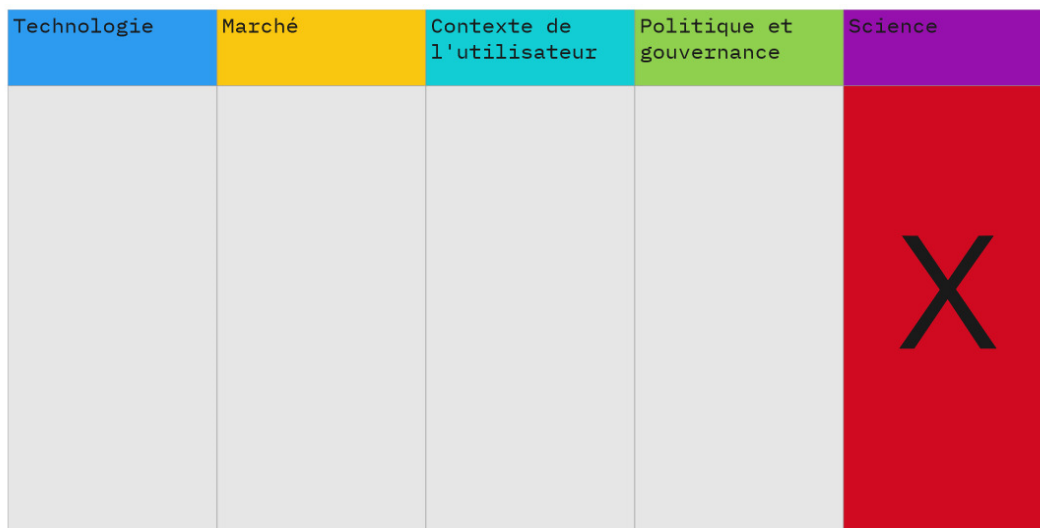 Technologie
Marché
Contexte de
l'utilisateur
Politique et
gouvernance
Science
X